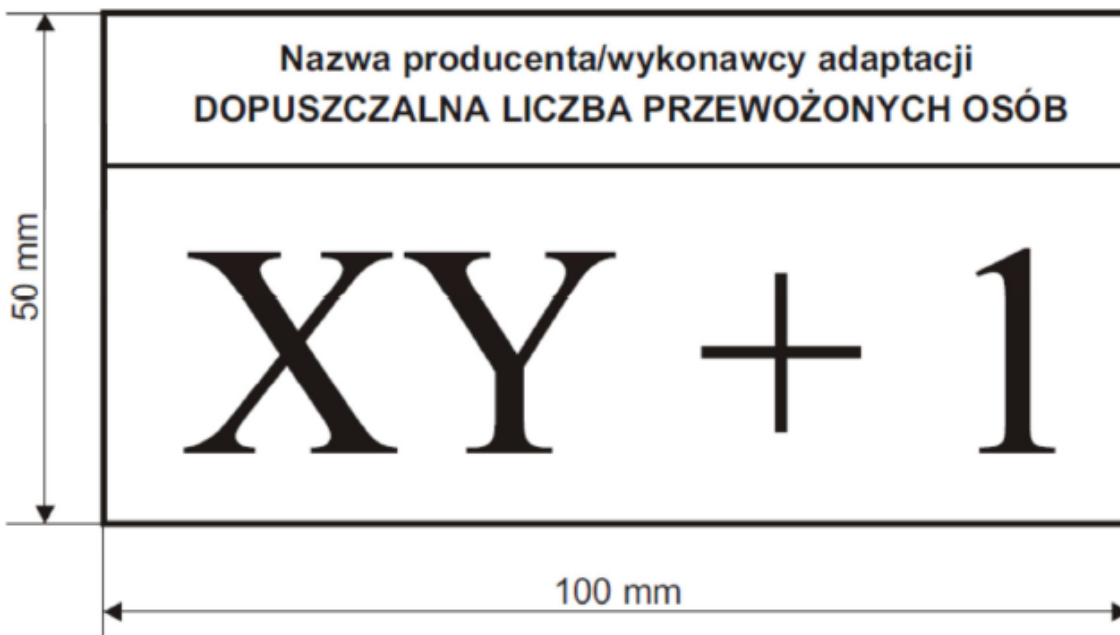 Nazwa producenta/wykonawcy adaptacji
DOPUSZCZALNA LICZBA PRZEWOŻONYCH OSÓB
XY + 1
50 mm
100 mm